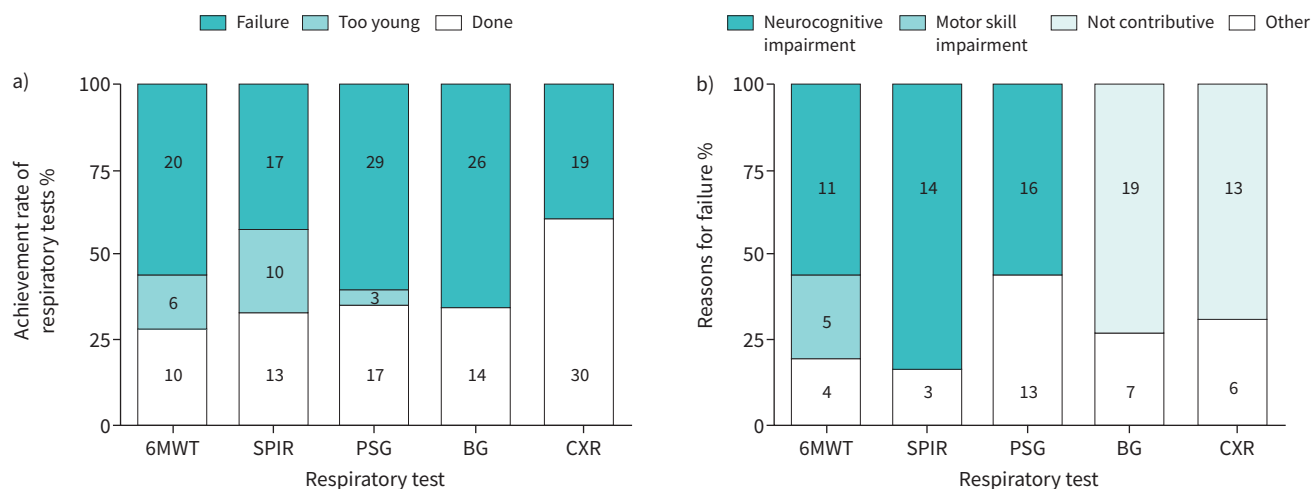 Failure Too young Done
a)
Achievement rate of
respiratory tests %
100
75
50
25
0
20 17 29 26 19
6 10 3
10 13 17 14 30
6MWT SPIR PSG BG CXR
Respiratory test
Neurocognitive Motor skill Not contributive Other
impairment impairment
b)
Reasons for failure %
100
75
50
25
0
11 14 16 19 13
5
4 3 13 7 6
6MWT SPIR PSG BG CXR
Respiratory test